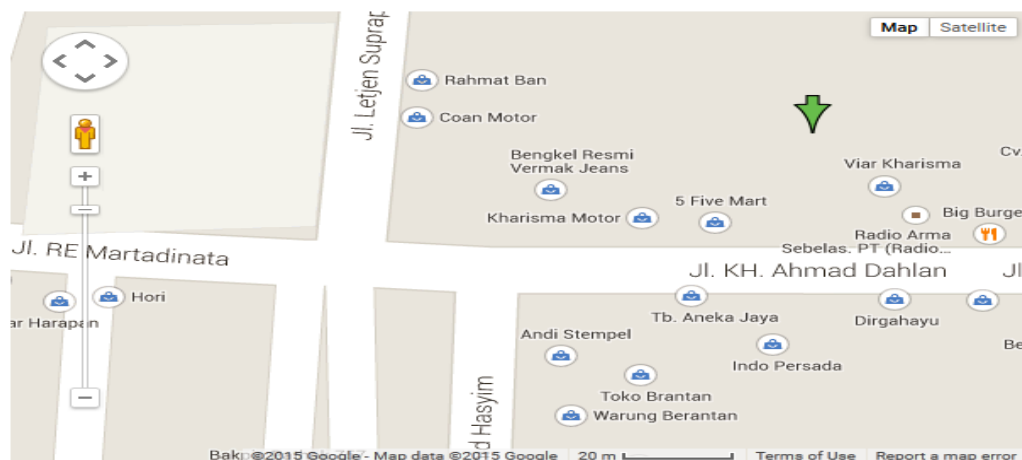 Map
Satellite
Jl. Letjen Suprap
Rahmat Ban
Coan Motor
Bengkel Resmi
Vermak Jeans
Viar Kharisma
Cv.
5 Five Mart
Kharisma Motor
Big Burge
Radio Arma
Sebelas. PT (Radio...
Jl. RE Martadinata
Jl. KH. Ahmad Dahlan
Jl
Hori
ar Harapan
Tb. Aneka Jaya
Dirgahayu
Andi Stempel
Indo Persada
Be
Toko Brantan
Warung Berantan
d Hasyim
©2015 Google - Map data ©2015 Google
20 m
Terms of Use
Report a map error